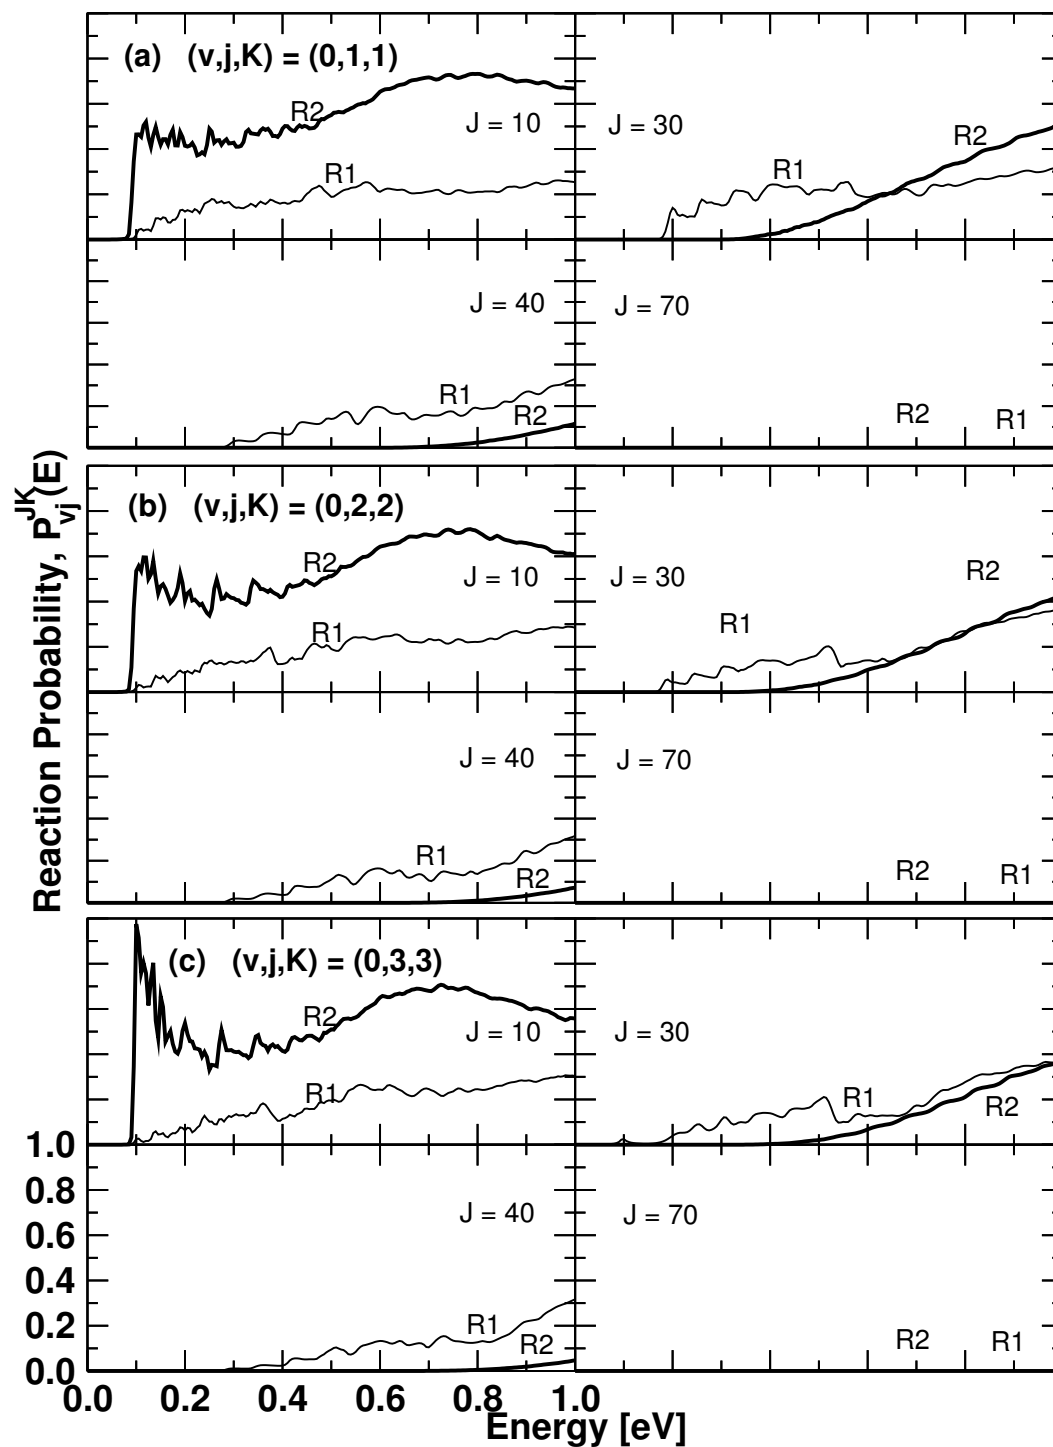 (a) (v,j,K) = (0,1,1)
R2
J = 10
R1
J = 30
R1
R2
J = 40
R1
R2
J = 70
R2
R1
(b) (v,j,K) = (0,2,2)
R2
J = 10
R1
J = 30
R1
R2
J = 40
R1
R2
J = 70
R2
R1
(c) (v,j,K) = (0,3,3)
R2
J = 10
R1
J = 30
R1
R2
J = 40
R1
R2
J = 70
R2
R1
Reaction Probability, P^{JK}_{vj}(E)
1.0
0.8
0.6
0.4
0.2
0.0
0.0 0.2 0.4 0.6 0.8 1.0
Energy [eV]